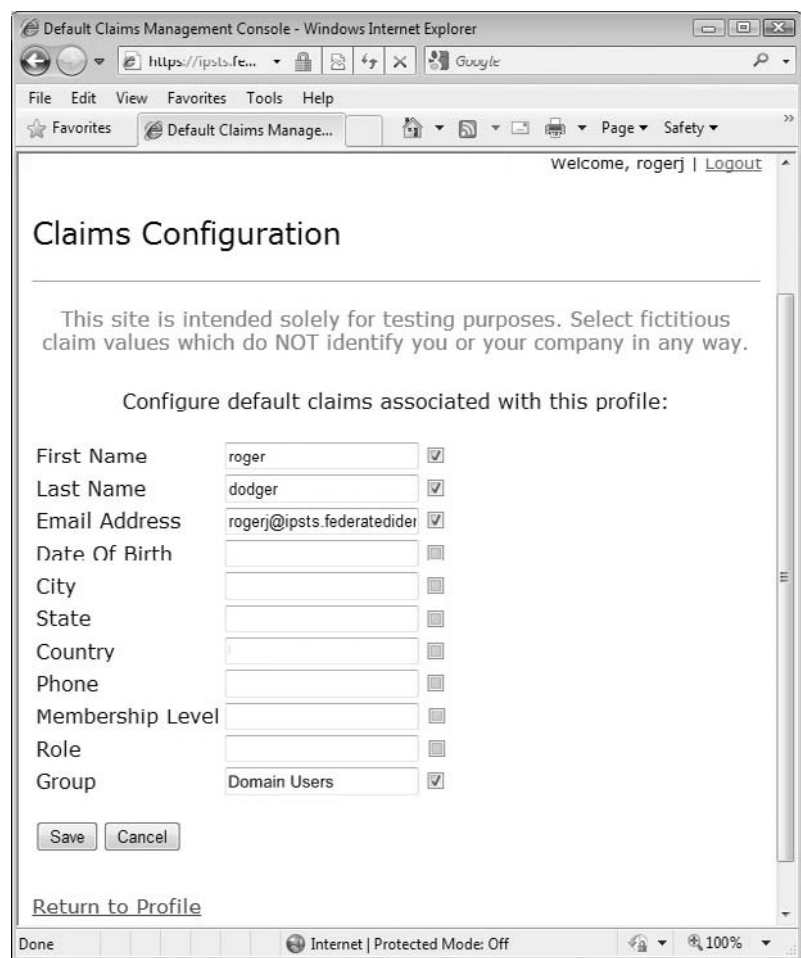 Default Claims Management Console - Windows Internet Explorer
https://ipsts.fe... Google
File Edit View Favorites Tools Help
Favorites Default Claims Manage... Page Safety »
Welcome, rogerj | Logout
Claims Configuration
This site is intended solely for testing purposes. Select fictitious
claim values which do NOT identify you or your company in any way.
Configure default claims associated with this profile:
First Name roger
Last Name dodger
Email Address rogerj@ipsts.federatedider
Date Of Birth
City
State
Country
Phone
Membership Level
Role
Group Domain Users
Save Cancel
Return to Profile
Done Internet | Protected Mode: Off 100%